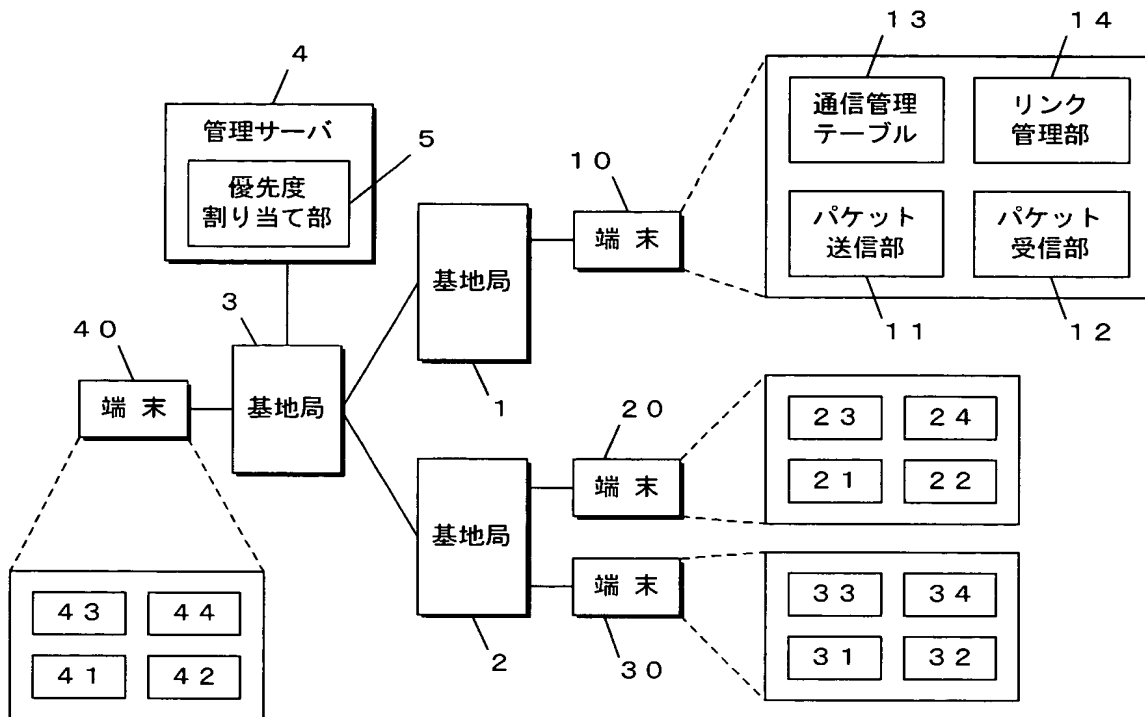 １３
１４
４
管理サーバ
５
優先度
割り当て部
１０
端 末
通信管理
テーブル
リンク
管理部
パケット
送信部
パケット
受信部
１１
１２
基地局
１
３
基地局
４０
端 末
２０
端 末
２３
２４
２１
２２
基地局
２
端 末
３０
３３
３４
３１
３２
４３
４４
４１
４２